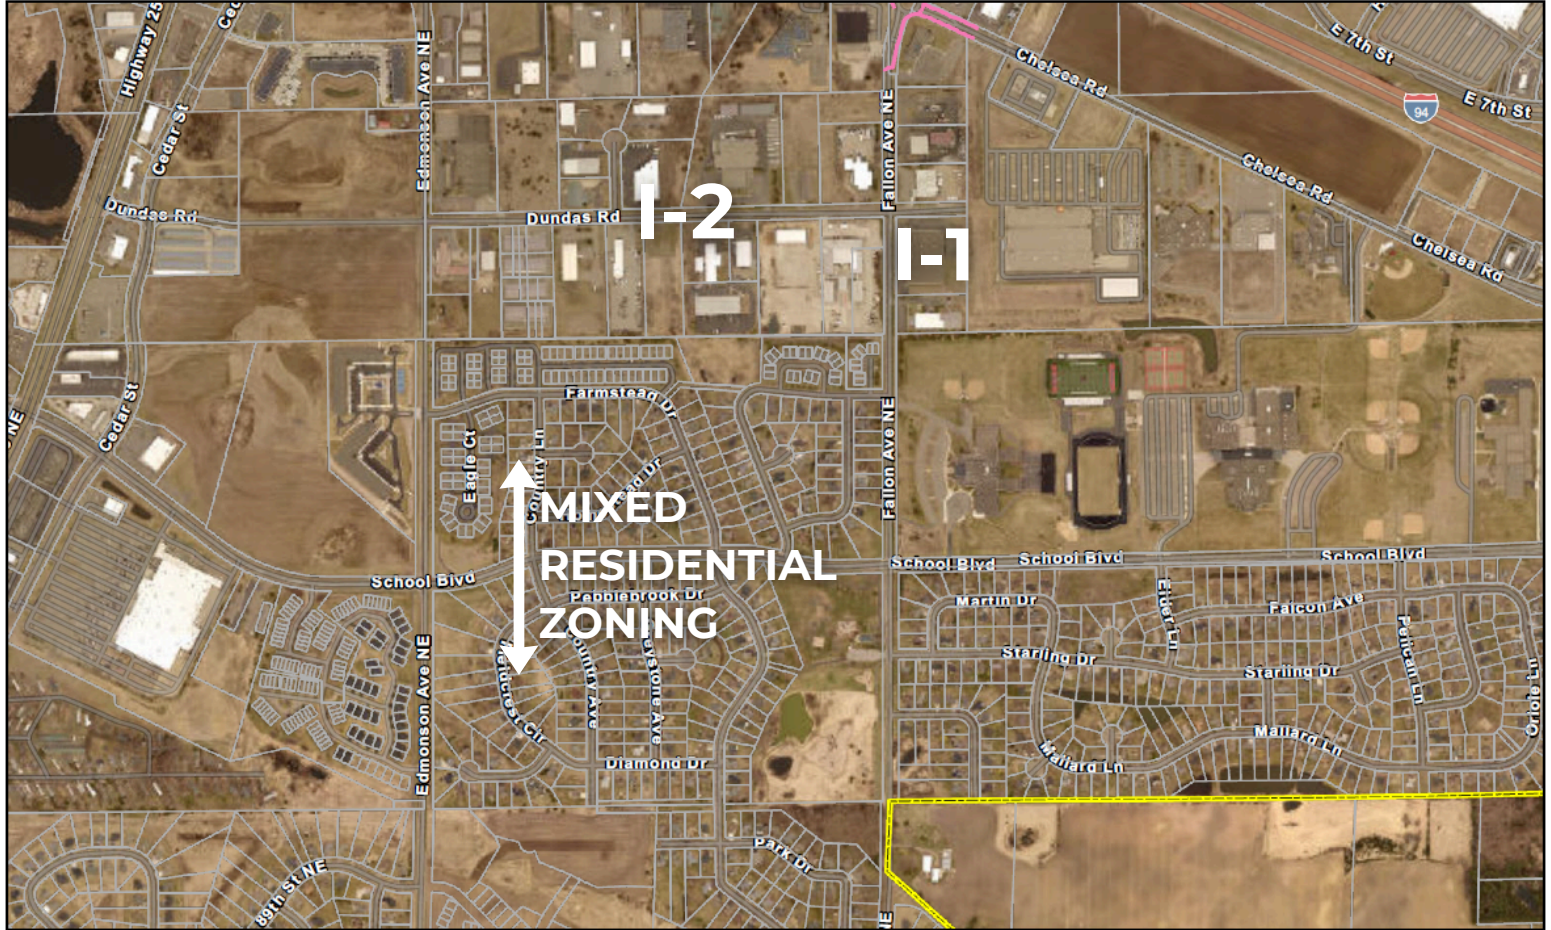 Highway 25
Cedar St
Edmonson Ave NE
Dundas Rd
Dundas Rd
I-2
Fallon Ave NE
I-1
Chelsea Rd
Chelsea Rd
Chelsea Rd
E 7th St
E 7th St
94
NE
Cedar St
Farmstead Dr
Eagle Ct
Country Ln
Fallon Ave NE
MIXED
RESIDENTIAL
ZONING
School Blvd
School Blvd
School Blvd
School Blvd
Pebblebrook Dr
Country Ave
Keystone Ave
Diamond Dr
Edmonson Ave NE
Martin Dr
Eider Ln
Falcon Ave
Pelican Ln
Oriole Ln
Starling Dr
Starling Dr
Mallard Ln
Mallard Ln
Park Dr
89th St NE
NE